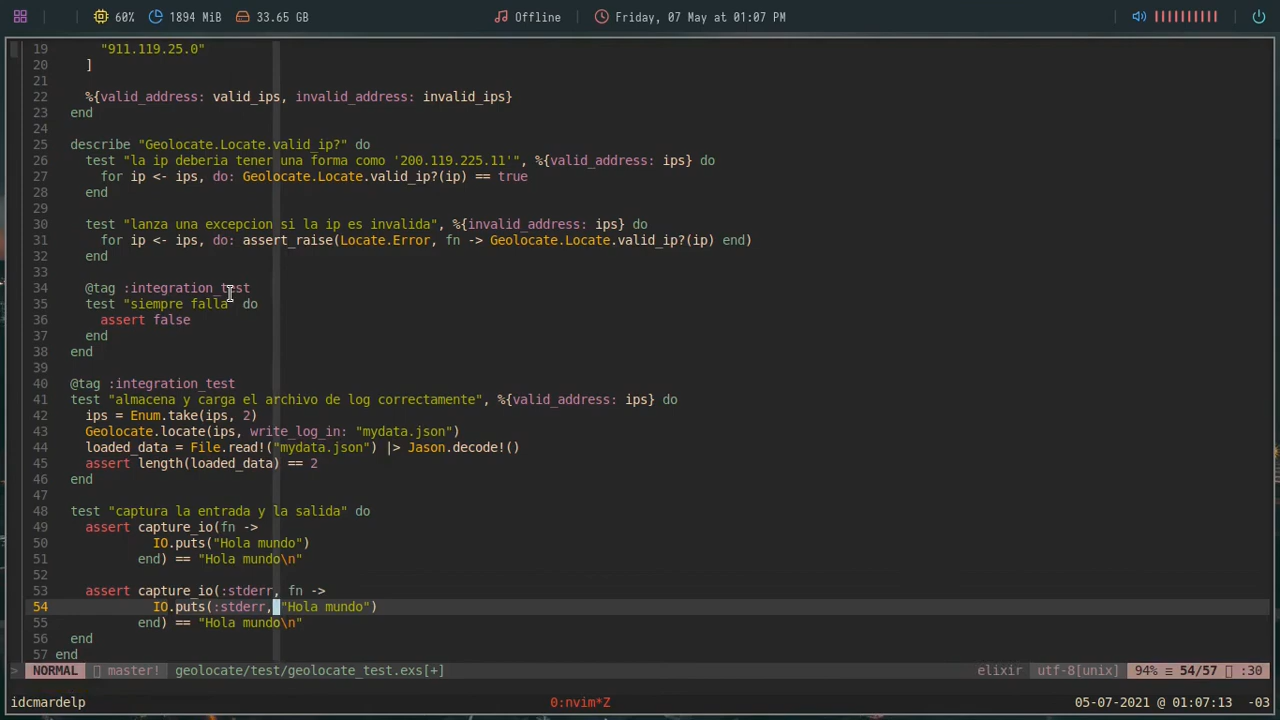 60% 1894 MiB 33.65 GB Offline Friday, 07 May at 01:07 PM
19 "911.119.25.0"
20 ]
21
22 %{valid_address: valid_ips, invalid_address: invalid_ips}
23 end
24
25 describe "Geolocate.Locate.valid_ip?" do
26 test "la ip deberia tener una forma como '200.119.225.11'", %{valid_address: ips} do
27 for ip <- ips, do: Geolocate.Locate.valid_ip?(ip) == true
28 end
29
30 test "lanza una excepcion si la ip es invalida", %{invalid_address: ips} do
31 for ip <- ips, do: assert_raise(Locate.Error, fn -> Geolocate.Locate.valid_ip?(ip) end)
32 end
33
34 @tag :integration_test
35 test "siempre falla" do
36 assert false
37 end
38 end
39
40 @tag :integration_test
41 test "almacena y carga el archivo de log correctamente", %{valid_address: ips} do
42 ips = Enum.take(ips, 2)
43 Geolocate.locate(ips, write_log_in: "mydata.json")
44 loaded_data = File.read!("mydata.json") |> Jason.decode!()
45 assert length(loaded_data) == 2
46 end
47
48 test "captura la entrada y la salida" do
49 assert capture_io(fn ->
50 IO.puts("Hola mundo")
51 end) == "Hola mundo\n"
52
53 assert capture_io(:stderr, fn ->
54 IO.puts(:stderr, "Hola mundo")
55 end) == "Hola mundo\n"
56 end
57 end
> NORMAL master! geolocate/test/geolocate_test.exs[+] elixir utf-8[unix] 94% ≡ 54/57 :30
idcmardelp 0:nvim*Z 05-07-2021 @ 01:07:13 -03